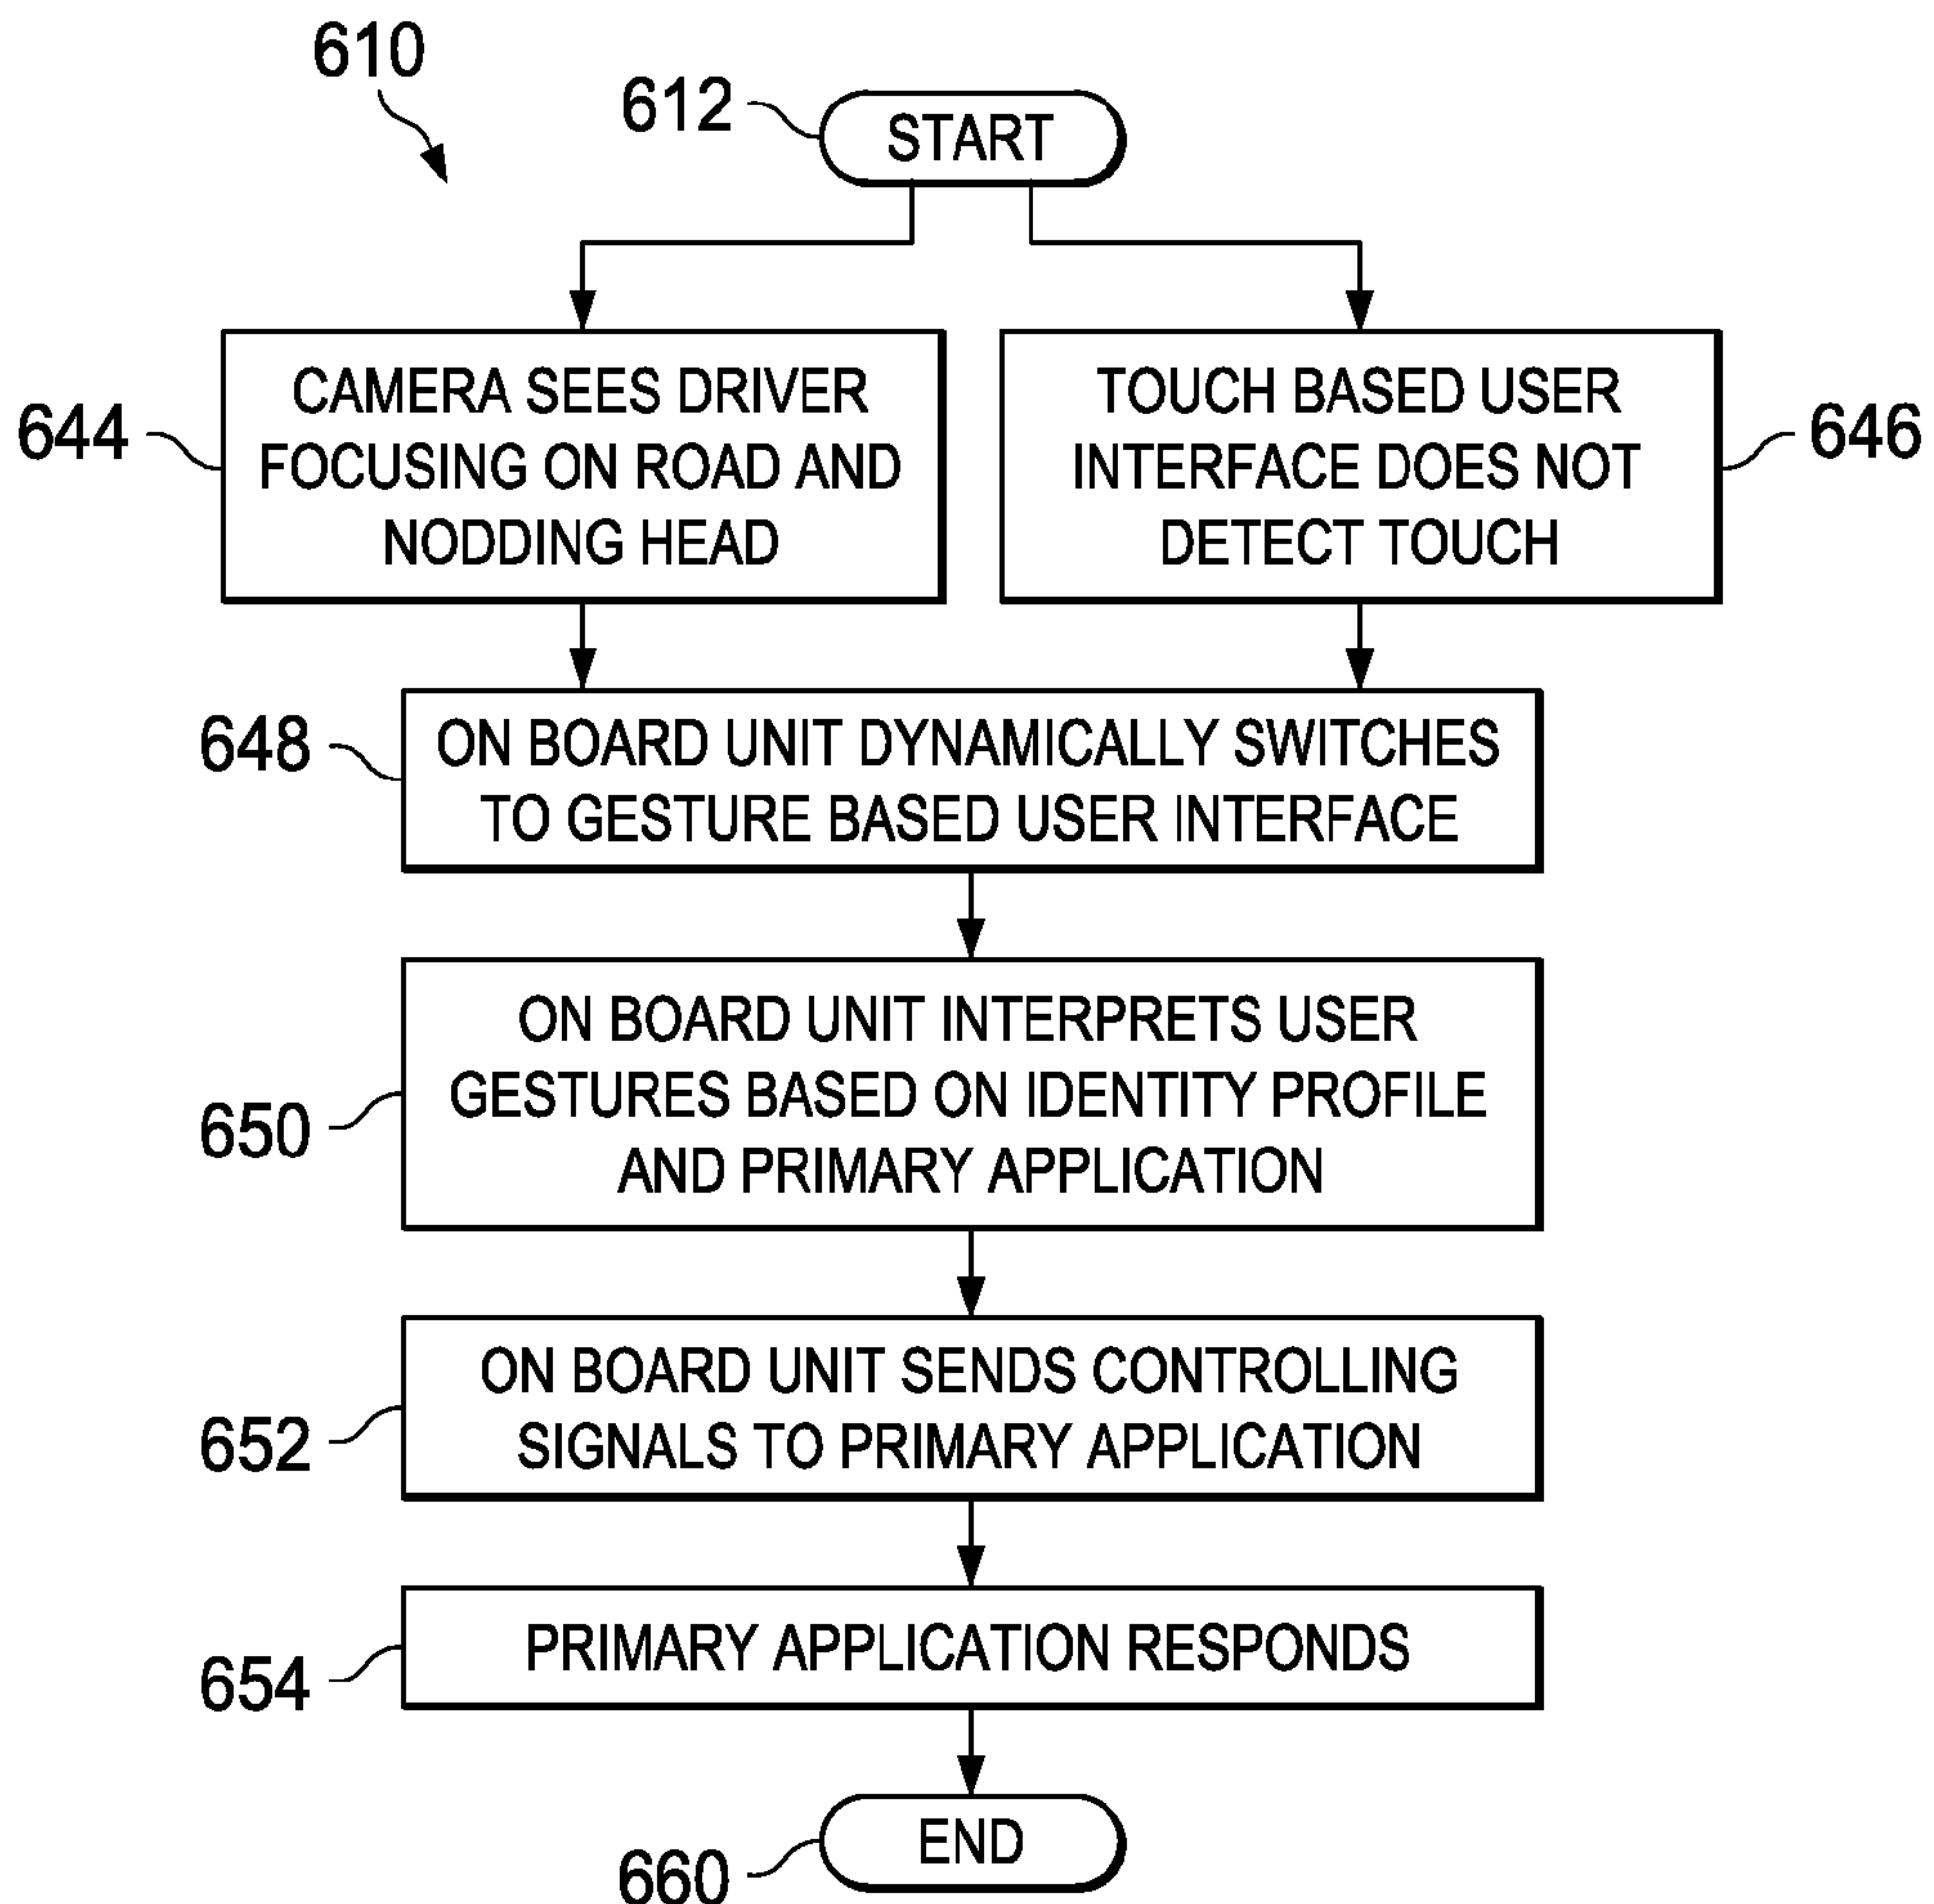 610
612
START
644
CAMERA SEES DRIVER
FOCUSING ON ROAD AND
NODDING HEAD
TOUCH BASED USER
INTERFACE DOES NOT
DETECT TOUCH
646
648
ON BOARD UNIT DYNAMICALLY SWITCHES
TO GESTURE BASED USER INTERFACE
650
ON BOARD UNIT INTERPRETS USER
GESTURES BASED ON IDENTITY PROFILE
AND PRIMARY APPLICATION
652
ON BOARD UNIT SENDS CONTROLLING
SIGNALS TO PRIMARY APPLICATION
654
PRIMARY APPLICATION RESPONDS
660
END